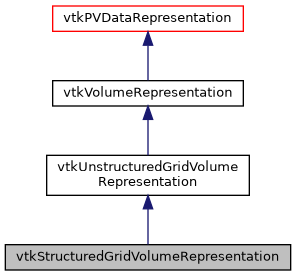 vtkPVDataRepresentation
vtkVolumeRepresentation
vtkUnstructuredGridVolume
Representation
vtkStructuredGridVolumeRepresentation